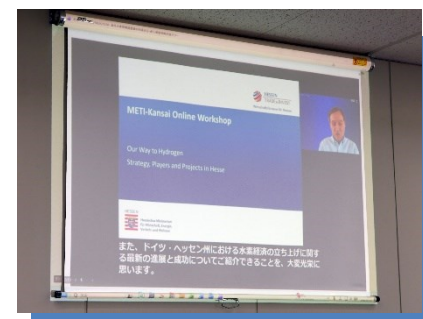 METI-Kansai Online Workshop
Our Way to Hydrogen
Strategy, Players and Projects in Hesse
HESSEN
また、ドイツ・ヘッセン州における水素経済の立ち上げに関す
る最新の進展と成功についてご紹介できることを、大変光栄に
思います。